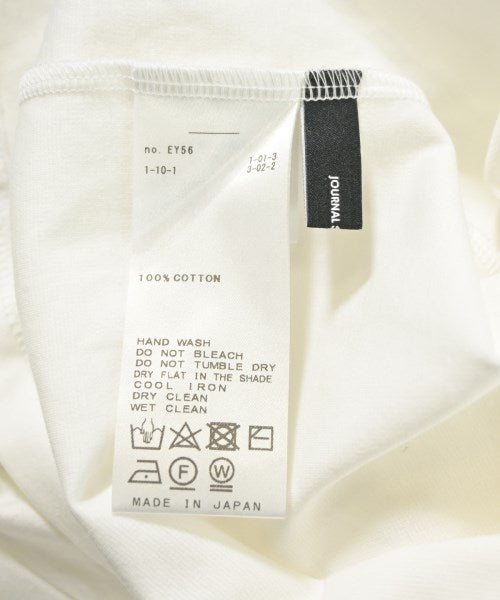 no. EY56
1-10-1
1-01-3
3-02-2
JOURNAL
100% COTTON
HAND WASH
DO NOT BLEACH
DO NOT TUMBLE DRY
DRY FLAT IN THE SHADE
COOL IRON
DRY CLEAN
WET CLEAN
F
W
MADE IN JAPAN